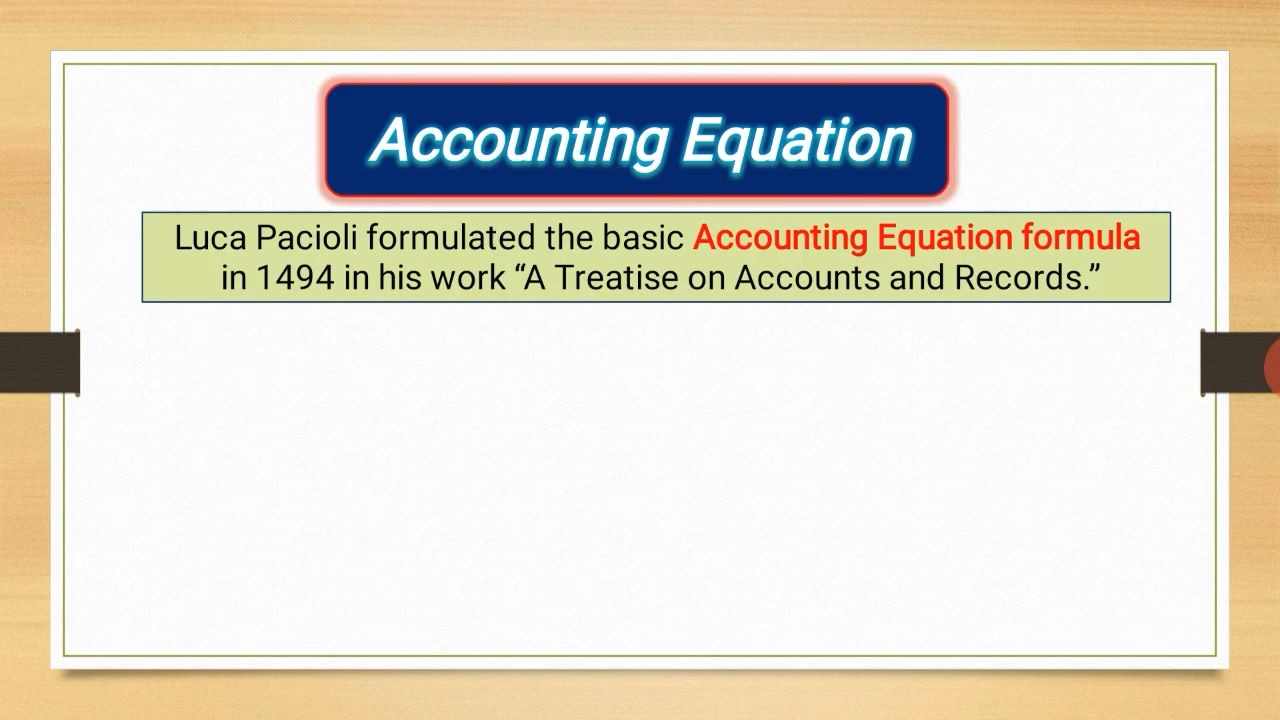 Accounting Equation
Luca Pacioli formulated the basic Accounting Equation formula
in 1494 in his work “A Treatise on Accounts and Records.”